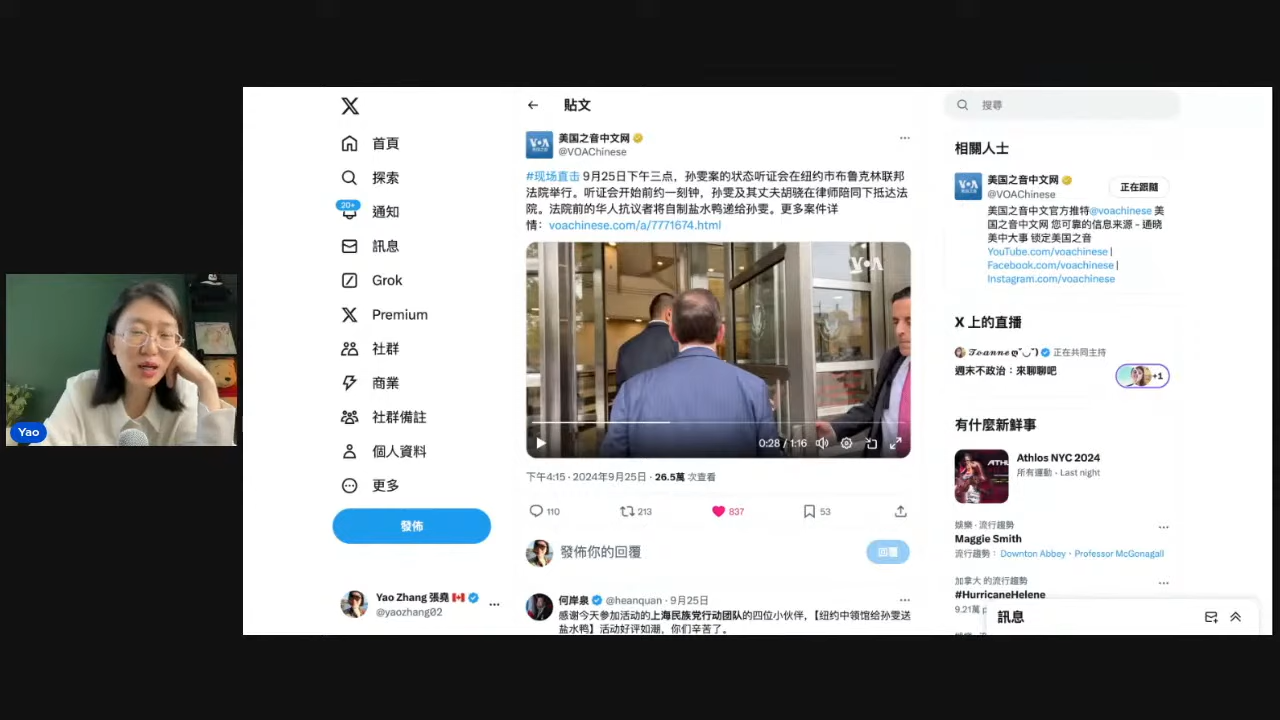 Yao
首頁
探索
20+
通知
訊息
Grok
Premium
社群
商業
社群備註
個人資料
更多
發佈
Yao Zhang 張堯
@yaozhang02
貼文
VOA
美国之音中文网
@VOAChinese
#现场直击 9月25日下午三点，孙雯案的状态听证会在纽约市布鲁克林联邦
法院举行。听证会开始前约一刻钟，孙雯及其丈夫胡骁在律师陪同下抵达法
院。法院前的华人抗议者将自制盐水鸭递给孙雯。更多案件详
情：voachinese.com/a/7771674.html
VOA
0:28 / 1:16
下午4:15 · 2024年9月25日 · 26.5萬 次查看
110
213
837
53
發佈你的回覆
回覆
何岸泉 @heanquan · 9月25日
感谢今天参加活动的上海民族党行动团队的四位小伙伴，【纽约中领馆给孙雯送
盐水鸭】活动好评如潮，你们辛苦了。
搜尋
相關人士
VOA
美国之音中文网
@VOAChinese
正在跟隨
美国之音中文官方推特@voachinese 美
国之音中文网 您可靠的信息来源 - 通晓
美中大事 锁定美国之音
YouTube.com/voachinese |
Facebook.com/voachinese |
Instagram.com/voachinese
X 上的直播
𝓙𝓸𝓪𝓷𝓷𝓮 ღ˘◡˘) 正在共同主持
週末不政治：來聊聊吧
+1
有什麼新鮮事
Athlos NYC 2024
所有運動 · Last night
娛樂 · 流行趨勢
Maggie Smith
流行趨勢： Downton Abbey · Professor McGonagall
加拿大 的流行趨勢
#HurricaneHelene
9.21萬
訊息